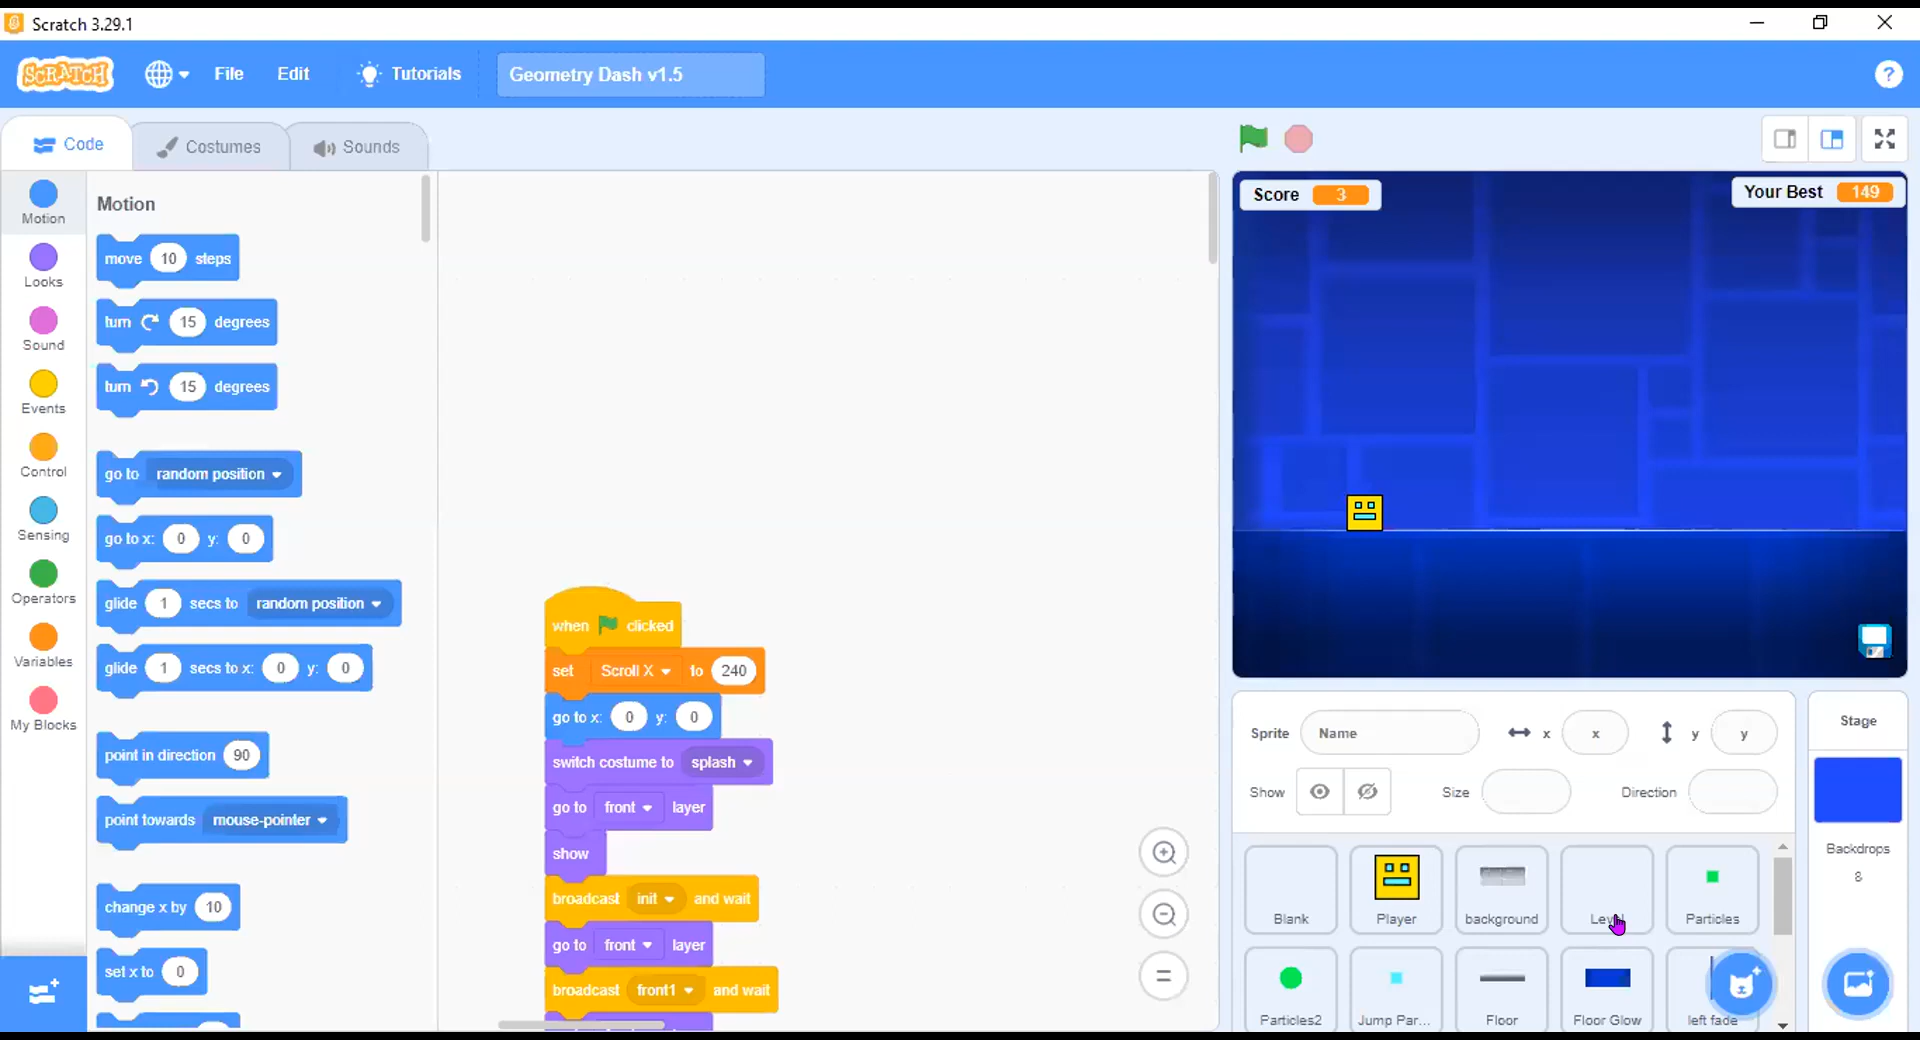 Scratch 3.29.1
SCRATCH File Edit Tutorials Geometry Dash v1.5 ?
Code Costumes Sounds
Motion
Looks
Sound
Events
Control
Sensing
Operators
Variables
My Blocks
Motion
move 10 steps
turn 15 degrees
turn 15 degrees
go to random position
go to x: 0 y: 0
glide 1 secs to random position
glide 1 secs to x: 0 y: 0
point in direction 90
point towards mouse-pointer
change x by 10
set x to 0
when clicked
set Scroll X to 240
go to x: 0 y: 0
switch costume to splash
go to front layer
show
broadcast init and wait
go to front layer
broadcast front1 and wait
Score 3
Your Best 149
Sprite Name x x y y
Show Size Direction
Blank Player background Level Particles
Particles2 Jump Par... Floor Floor Glow left fade
Stage
Backdrops
8